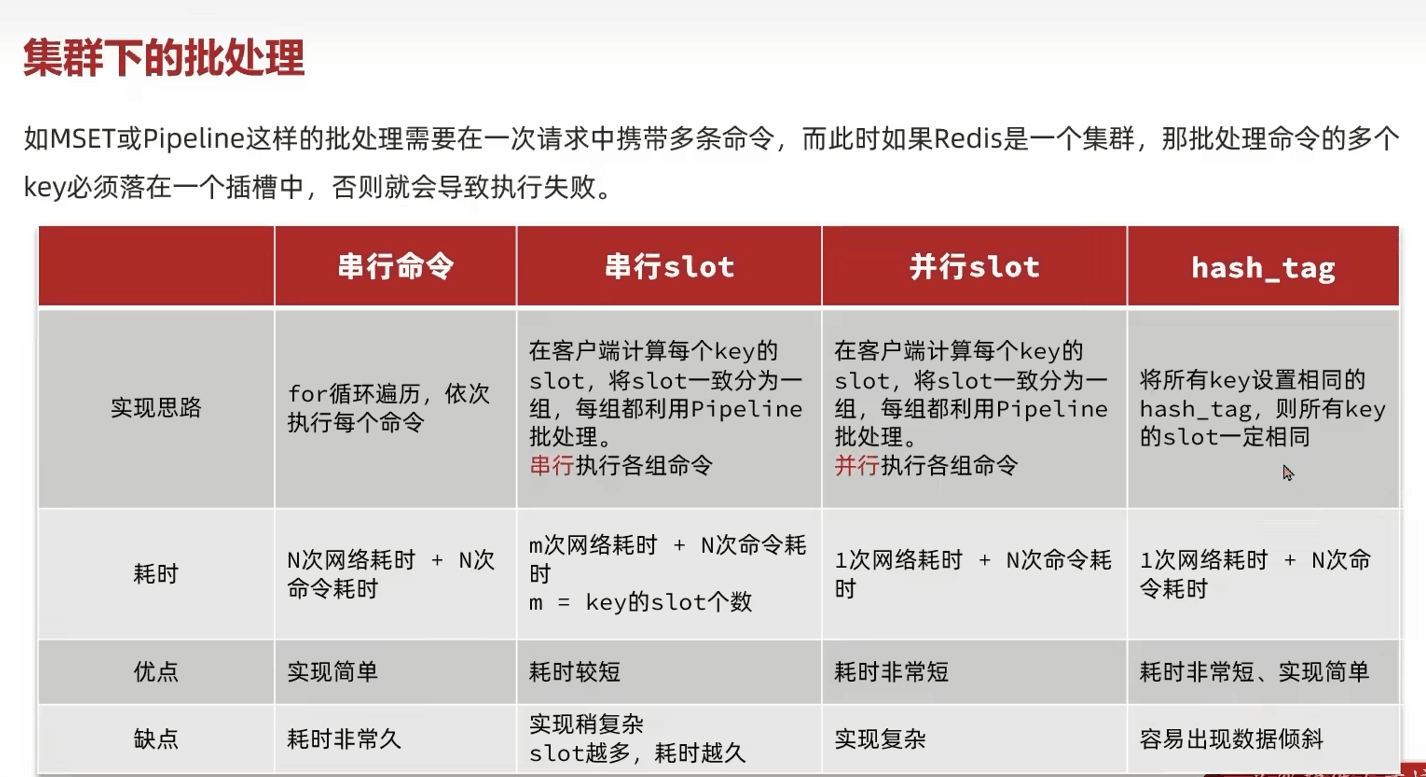 集群下的批处理
如MSET或Pipeline这样的批处理需要在一次请求中携带多条命令，而此时如果Redis是一个集群，那批处理命令的多个
key必须落在一个插槽中，否则就会导致执行失败。
串行命令
串行slot
并行slot
hash_tag
实现思路
for循环遍历，依次
执行每个命令
在客户端计算每个key的
slot，将slot一致分为一
组，每组都利用Pipeline
批处理。
串行执行各组命令
在客户端计算每个key的
slot，将slot一致分为一
组，每组都利用Pipeline
批处理。
并行执行各组命令
将所有key设置相同的
hash_tag，则所有key
的slot一定相同
耗时
N次网络耗时 + N次
命令耗时
m次网络耗时 + N次命令耗
时
m = key的slot个数
1次网络耗时 + N次命令耗
时
1次网络耗时 + N次命
令耗时
优点
实现简单
耗时较短
耗时非常短
耗时非常短、实现简单
缺点
耗时非常久
实现稍复杂
slot越多，耗时越久
实现复杂
容易出现数据倾斜